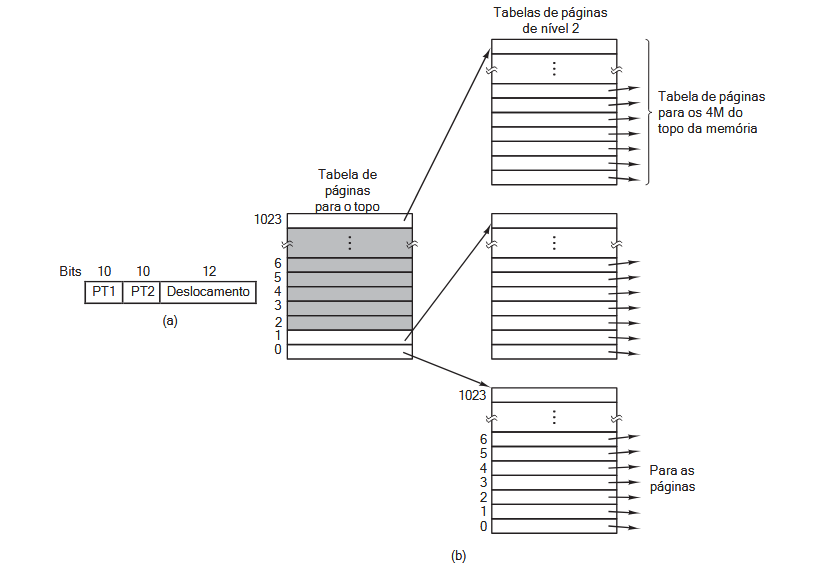 Tabelas de páginas
de nível 2
Tabela de páginas
para os 4M do
topo da memória
Tabela de
páginas
para o topo
1023
6
5
4
3
2
1
0
Bits 10 10 12
PT1 PT2 Deslocamento
(a)
1023
6
5
4
3
2
1
0
Para as
páginas
(b)